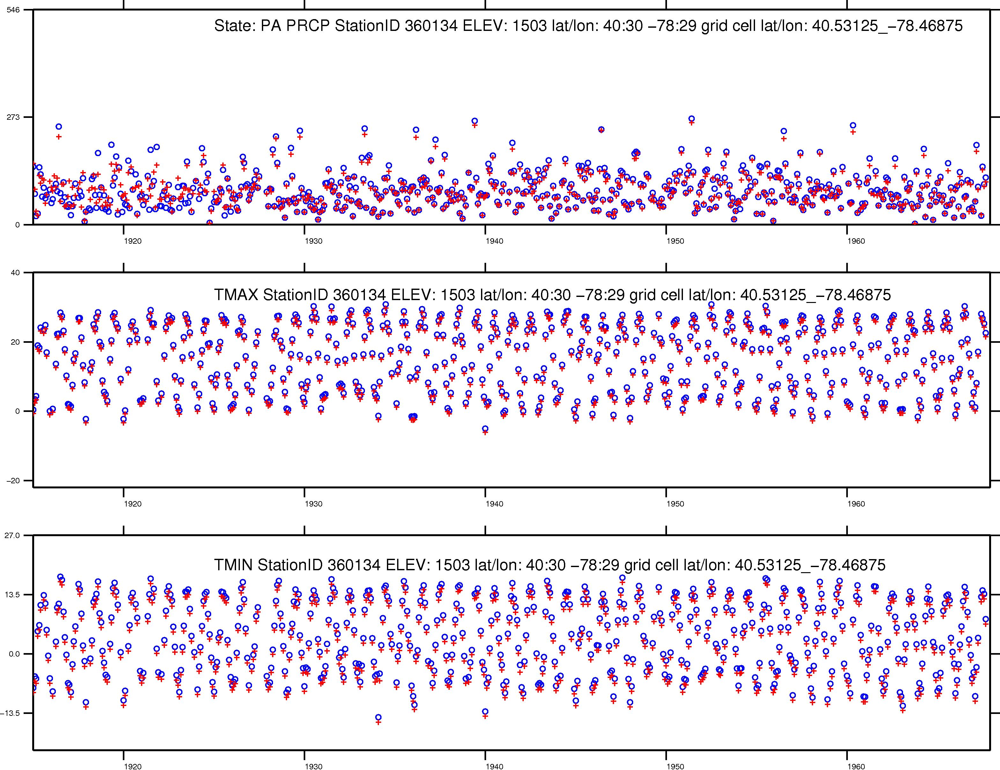 546
State: PA PRCP StationID 360134 ELEV: 1503 lat/lon: 40:30 −78:29 grid cell lat/lon: 40.53125_−78.46875
273
0
1920 1930 1940 1950 1960
40
TMAX StationID 360134 ELEV: 1503 lat/lon: 40:30 −78:29 grid cell lat/lon: 40.53125_−78.46875
20
0
−20
1920 1930 1940 1950 1960
27.0
TMIN StationID 360134 ELEV: 1503 lat/lon: 40:30 −78:29 grid cell lat/lon: 40.53125_−78.46875
13.5
0.0
−13.5
1920 1930 1940 1950 1960